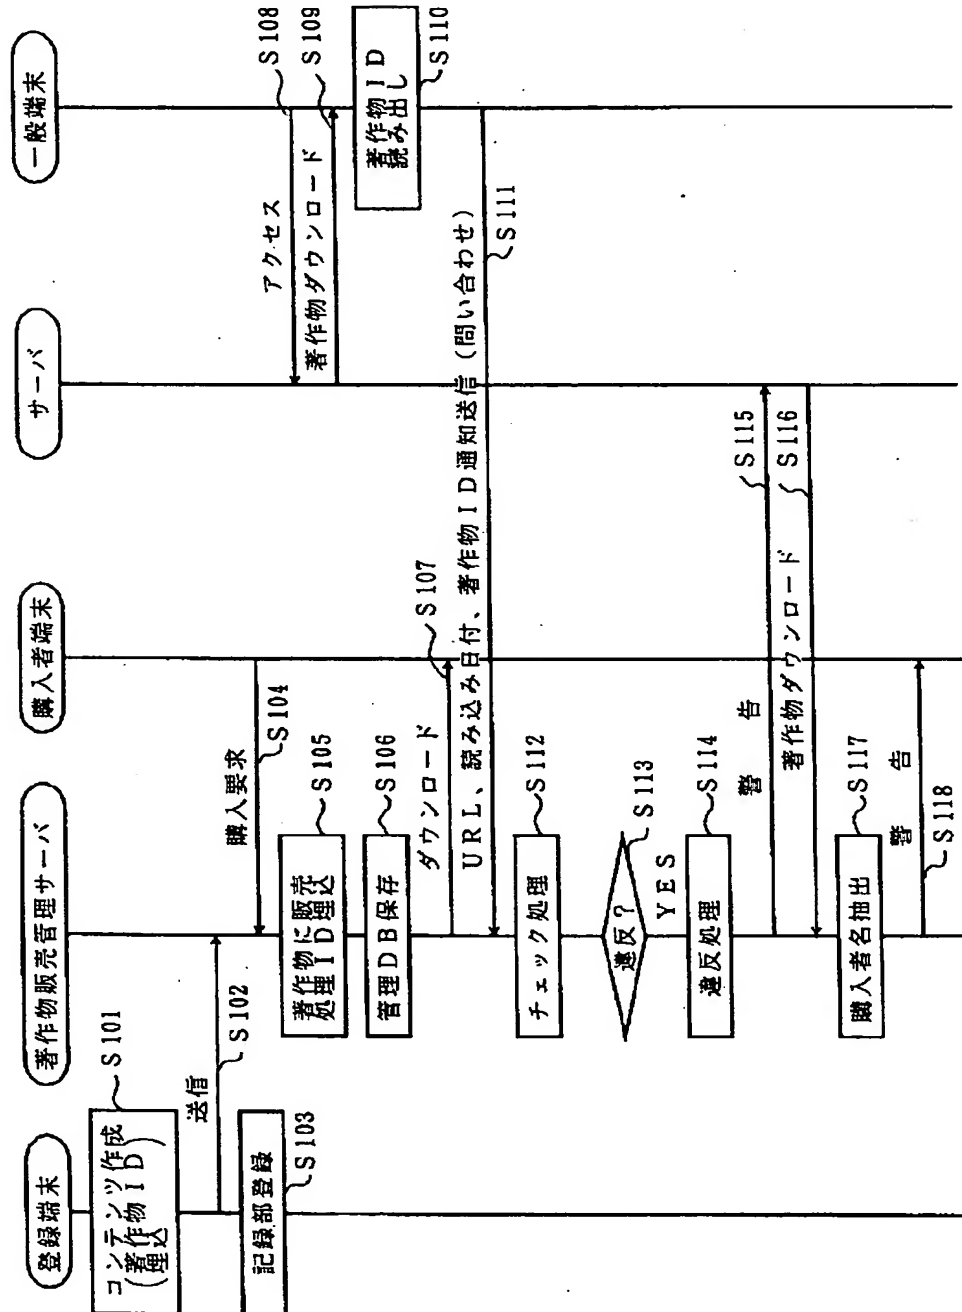 登録端末
著作物販売管理サーバ
購入者端末
サーバ
一般端末
コンテンツ作成
(著作物ID
埋込)
S101
送信
S102
記録部登録
S103
購入要求
S104
著作物に販売
処理ID埋込
S105
管理DB保存
S106
ダウンロード
S107
アクセス
S108
著作物ダウンロード
S109
著作物ID
読み出し
S110
URL、読み込み日付、著作物ID通知送信(問い合わせ)
S111
チェック処理
S112
違反?
S113
YES
違反処理
S114
警告
S115
著作物ダウンロード
S116
購入者名抽出
S117
警告
S118